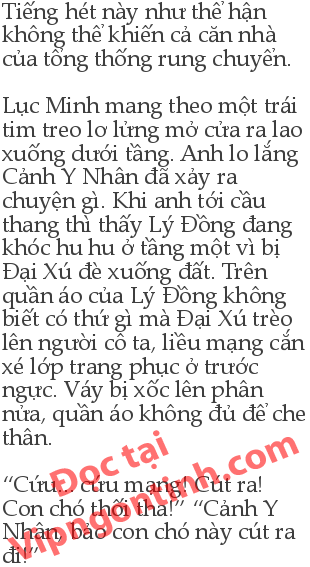 Tiếng hét này như thể hận
không thể khiến cả căn nhà
của tổng thống rung chuyển.

Lục Minh mang theo một trái
tim treo lơ lửng mở cửa ra lao
xuống dưới tầng. Anh lo lắng
Cảnh Y Nhân đã xảy ra
chuyện gì. Khi anh tới cầu
thang thì thấy Lý Đồng đang
khóc hu hu ở tầng một vì bị
Đại Xú đè xuống đất. Trên
quần áo của Lý Đồng không
biết có thứ gì mà Đại Xú trèo
lên người cô ta, liều mạng cắn
xé lớp trang phục ở trước
ngực. Váy bị xốc lên phân
nửa, quần áo không đủ để che
thân.

“Cứu... cứu mạng! Cút ra!
Con chó thối tha!” “Cảnh Y
Nhân, bảo con chó này cút ra
đi!”
Đọc tại
Vipngontinh.com